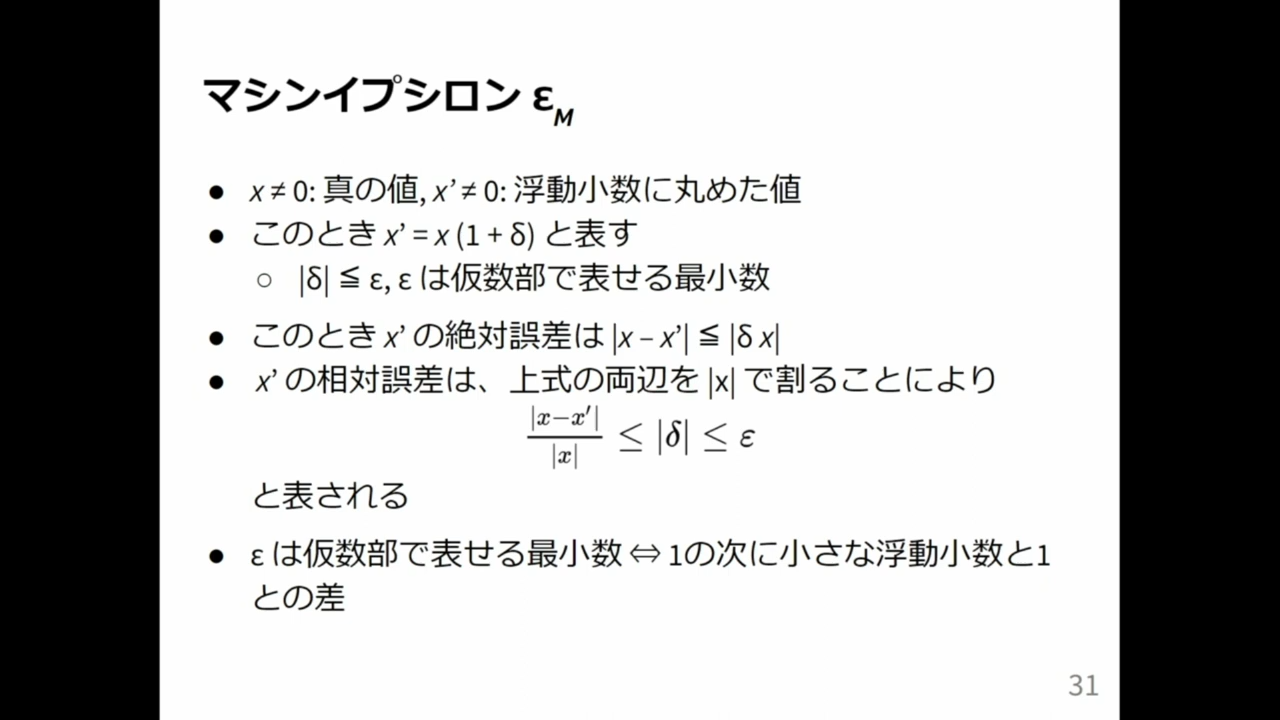 マシンイプシロン ε_M
● x ≠ 0: 真の値, x’ ≠ 0: 浮動小数に丸めた値
● このとき x’ = x (1 + δ) と表す
○ |δ| ≦ ε, ε は仮数部で表せる最小数
● このとき x’ の絶対誤差は |x – x’| ≦ |δ x|
● x’ の相対誤差は、上式の両辺を |x| で割ることにより
|x−x′| / |x| ≤ |δ| ≤ ε
と表される
● ε は仮数部で表せる最小数 ⇔ 1の次に小さな浮動小数と1
との差
31